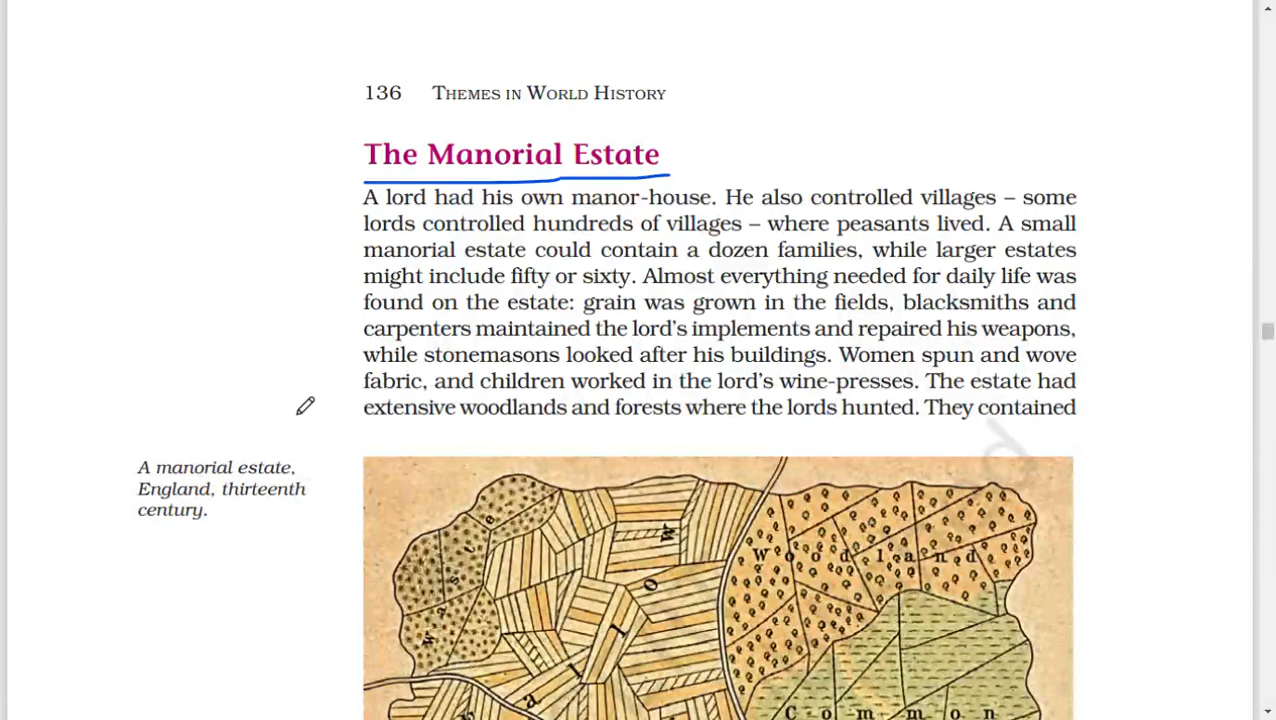 136 THEMES IN WORLD HISTORY
The Manorial Estate
A lord had his own manor-house. He also controlled villages – some
lords controlled hundreds of villages – where peasants lived. A small
manorial estate could contain a dozen families, while larger estates
might include fifty or sixty. Almost everything needed for daily life was
found on the estate: grain was grown in the fields, blacksmiths and
carpenters maintained the lord's implements and repaired his weapons,
while stonemasons looked after his buildings. Women spun and wove
fabric, and children worked in the lord's wine-presses. The estate had
extensive woodlands and forests where the lords hunted. They contained
A manorial estate,
England, thirteenth
century.
Waste
Woodland
Common